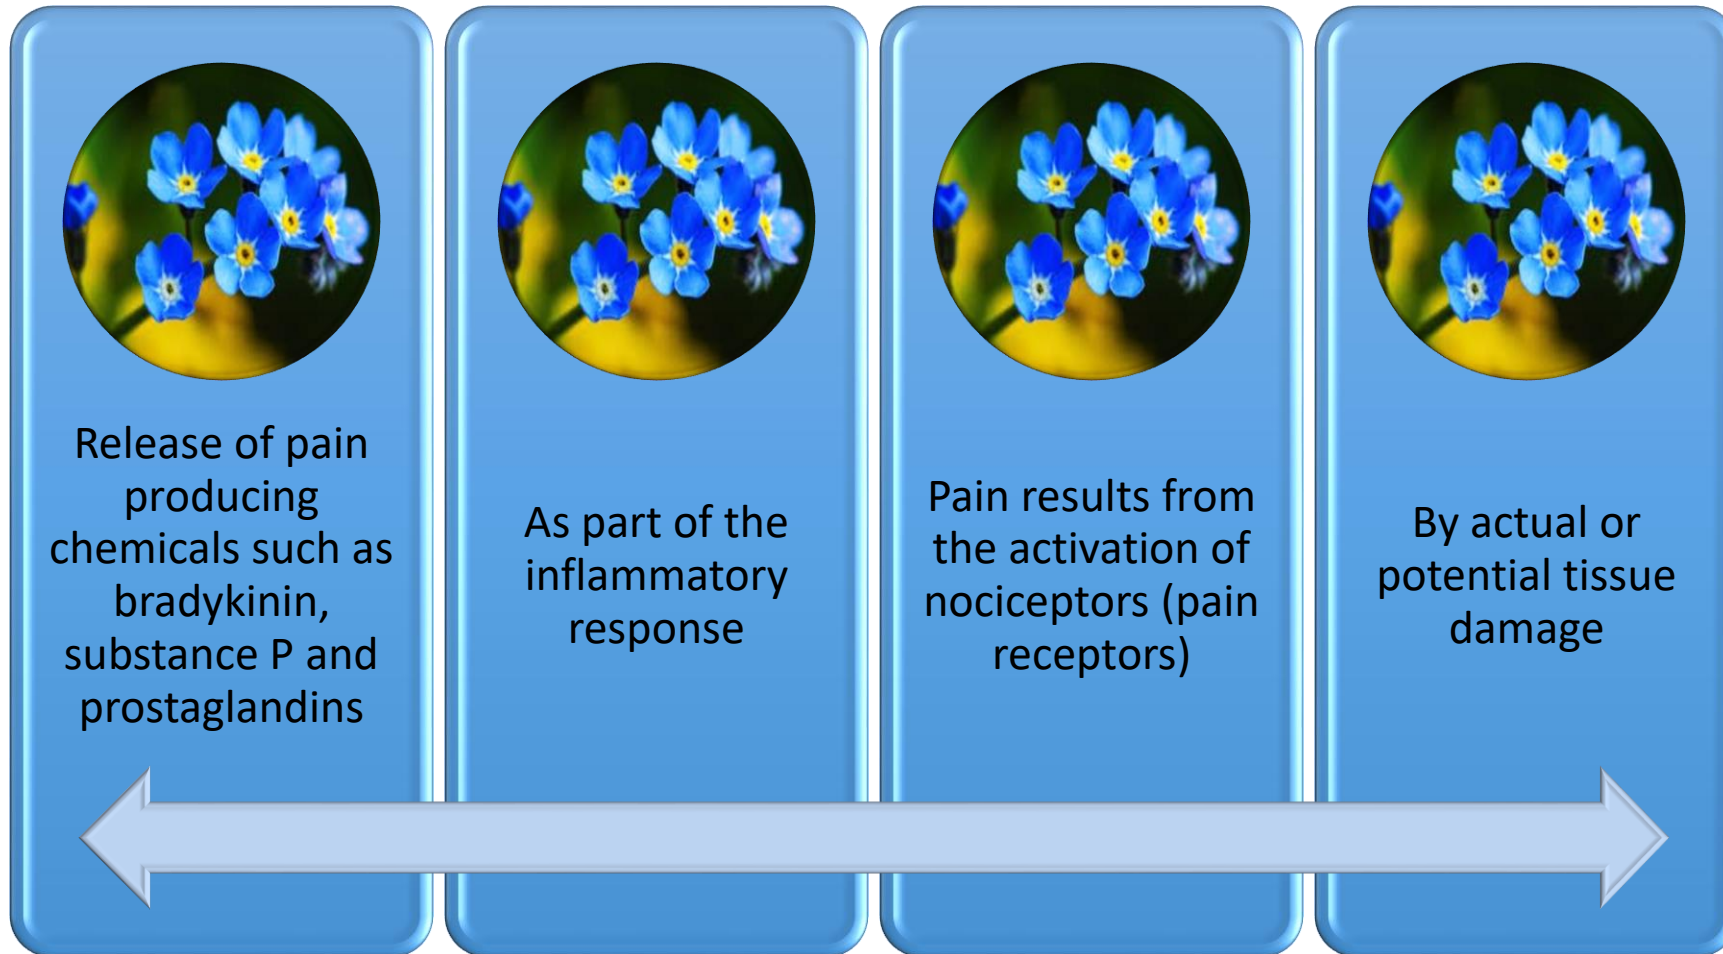 Release of pain
producing
chemicals such as
bradykinin,
substance P and
prostaglandins
As part of the
inflammatory
response
Pain results from
the activation of
nociceptors (pain
receptors)
By actual or
potential tissue
damage